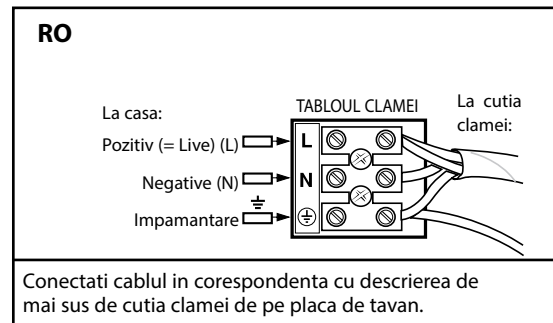 RO
La casa:
TABLOUL CLAMEI
La cutia
clamei:
Pozitiv (= Live) (L)
L
Negative (N)
N
Impamantare
Conectati cablul in corespondenta cu descrierea de
mai sus de cutia clamei de pe placa de tavan.